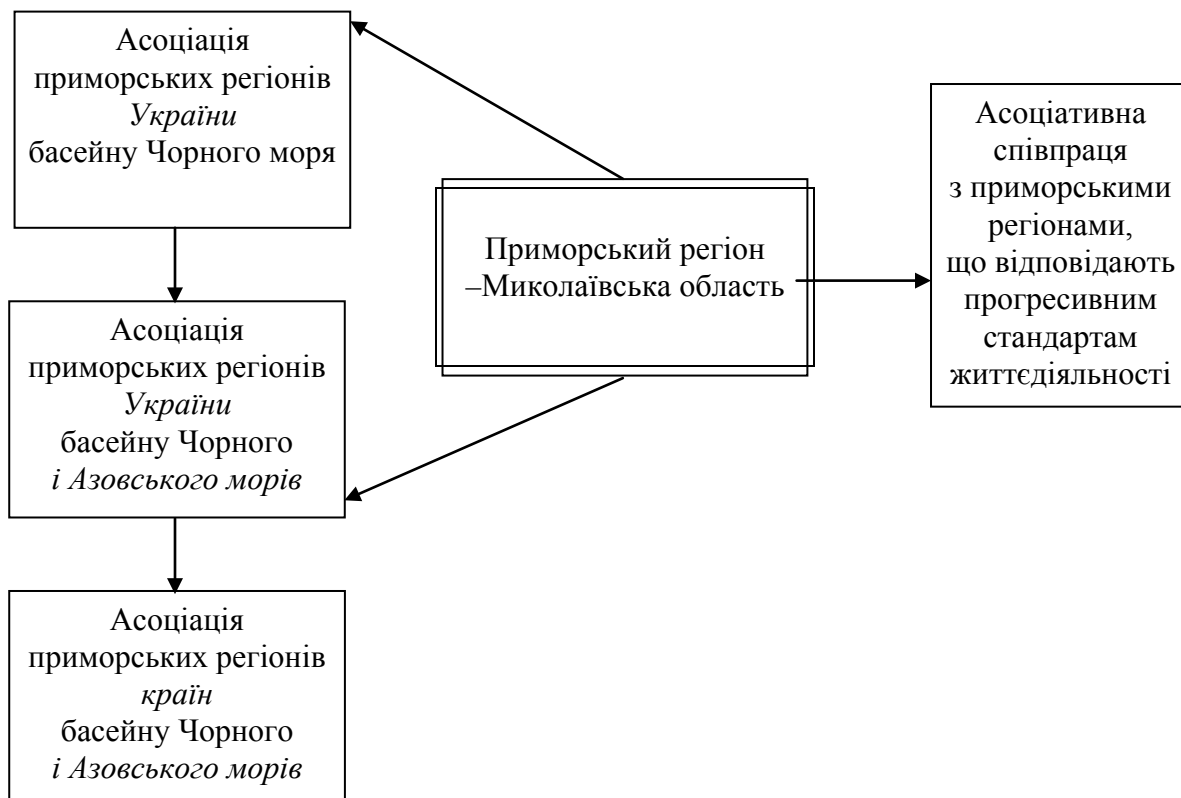 Асоціація
приморських регіонів
України
басейну Чорного моря
Приморський регіон
–Миколаївська область
Асоціативна
співпраця
з приморськими
регіонами,
що відповідають
прогресивним
стандартам
життєдіяльності
Асоціація
приморських регіонів
України
басейну Чорного
і Азовського морів
Асоціація
приморських регіонів
країн
басейну Чорного
і Азовського морів